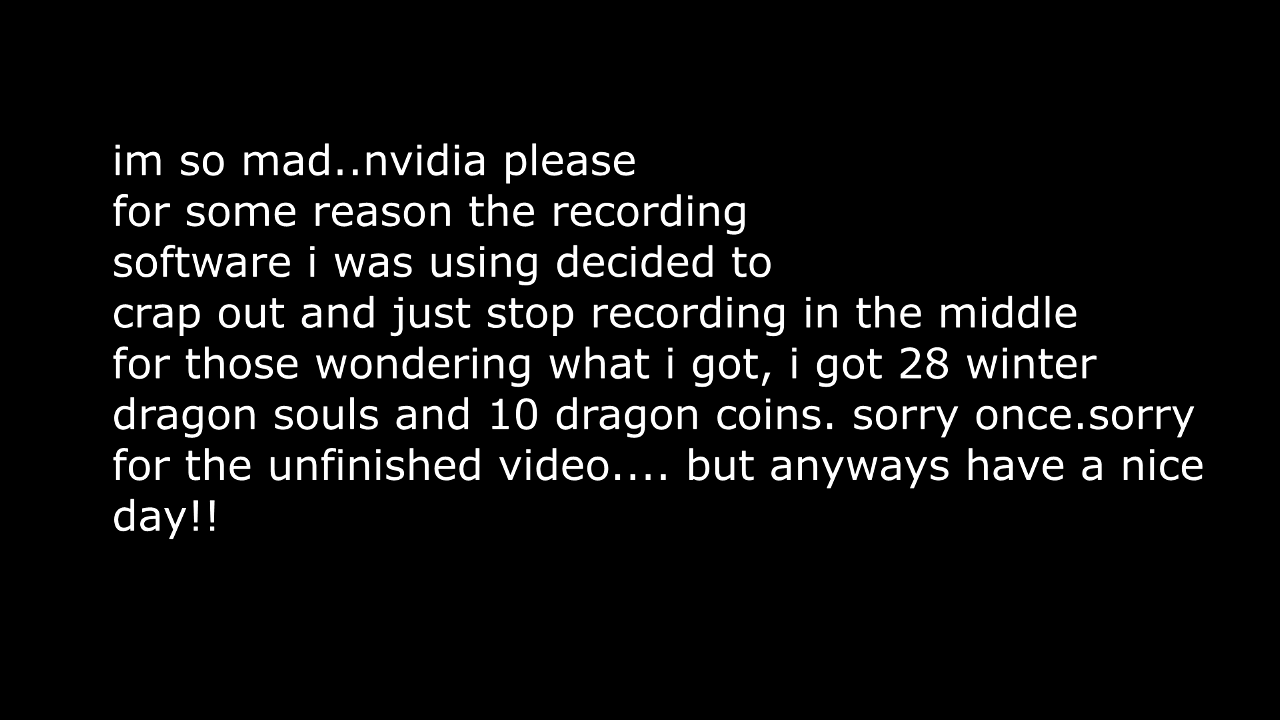 im so mad..nvidia please
for some reason the recording
software i was using decided to
crap out and just stop recording in the middle
for those wondering what i got, i got 28 winter
dragon souls and 10 dragon coins. sorry once.sorry
for the unfinished video.... but anyways have a nice
day!!